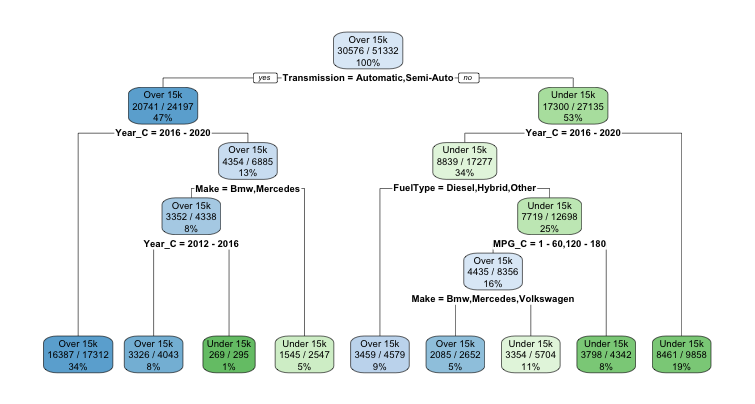 Over 15k
30576 / 51332
100%
yes Transmission = Automatic,Semi-Auto no
Over 15k
20741 / 24197
47%
Under 15k
17300 / 27135
53%
Year_C = 2016 - 2020
Year_C = 2016 - 2020
Over 15k
4354 / 6885
13%
Under 15k
8839 / 17277
34%
Make = Bmw,Mercedes
FuelType = Diesel,Hybrid,Other
Over 15k
3352 / 4338
8%
Under 15k
7719 / 12698
25%
Year_C = 2012 - 2016
MPG_C = 1 - 60,120 - 180
Over 15k
4435 / 8356
16%
Make = Bmw,Mercedes,Volkswagen
Over 15k
16387 / 17312
34%
Over 15k
3326 / 4043
8%
Under 15k
269 / 295
1%
Under 15k
1545 / 2547
5%
Over 15k
3459 / 4579
9%
Over 15k
2085 / 2652
5%
Under 15k
3354 / 5704
11%
Under 15k
3798 / 4342
8%
Under 15k
8461 / 9858
19%